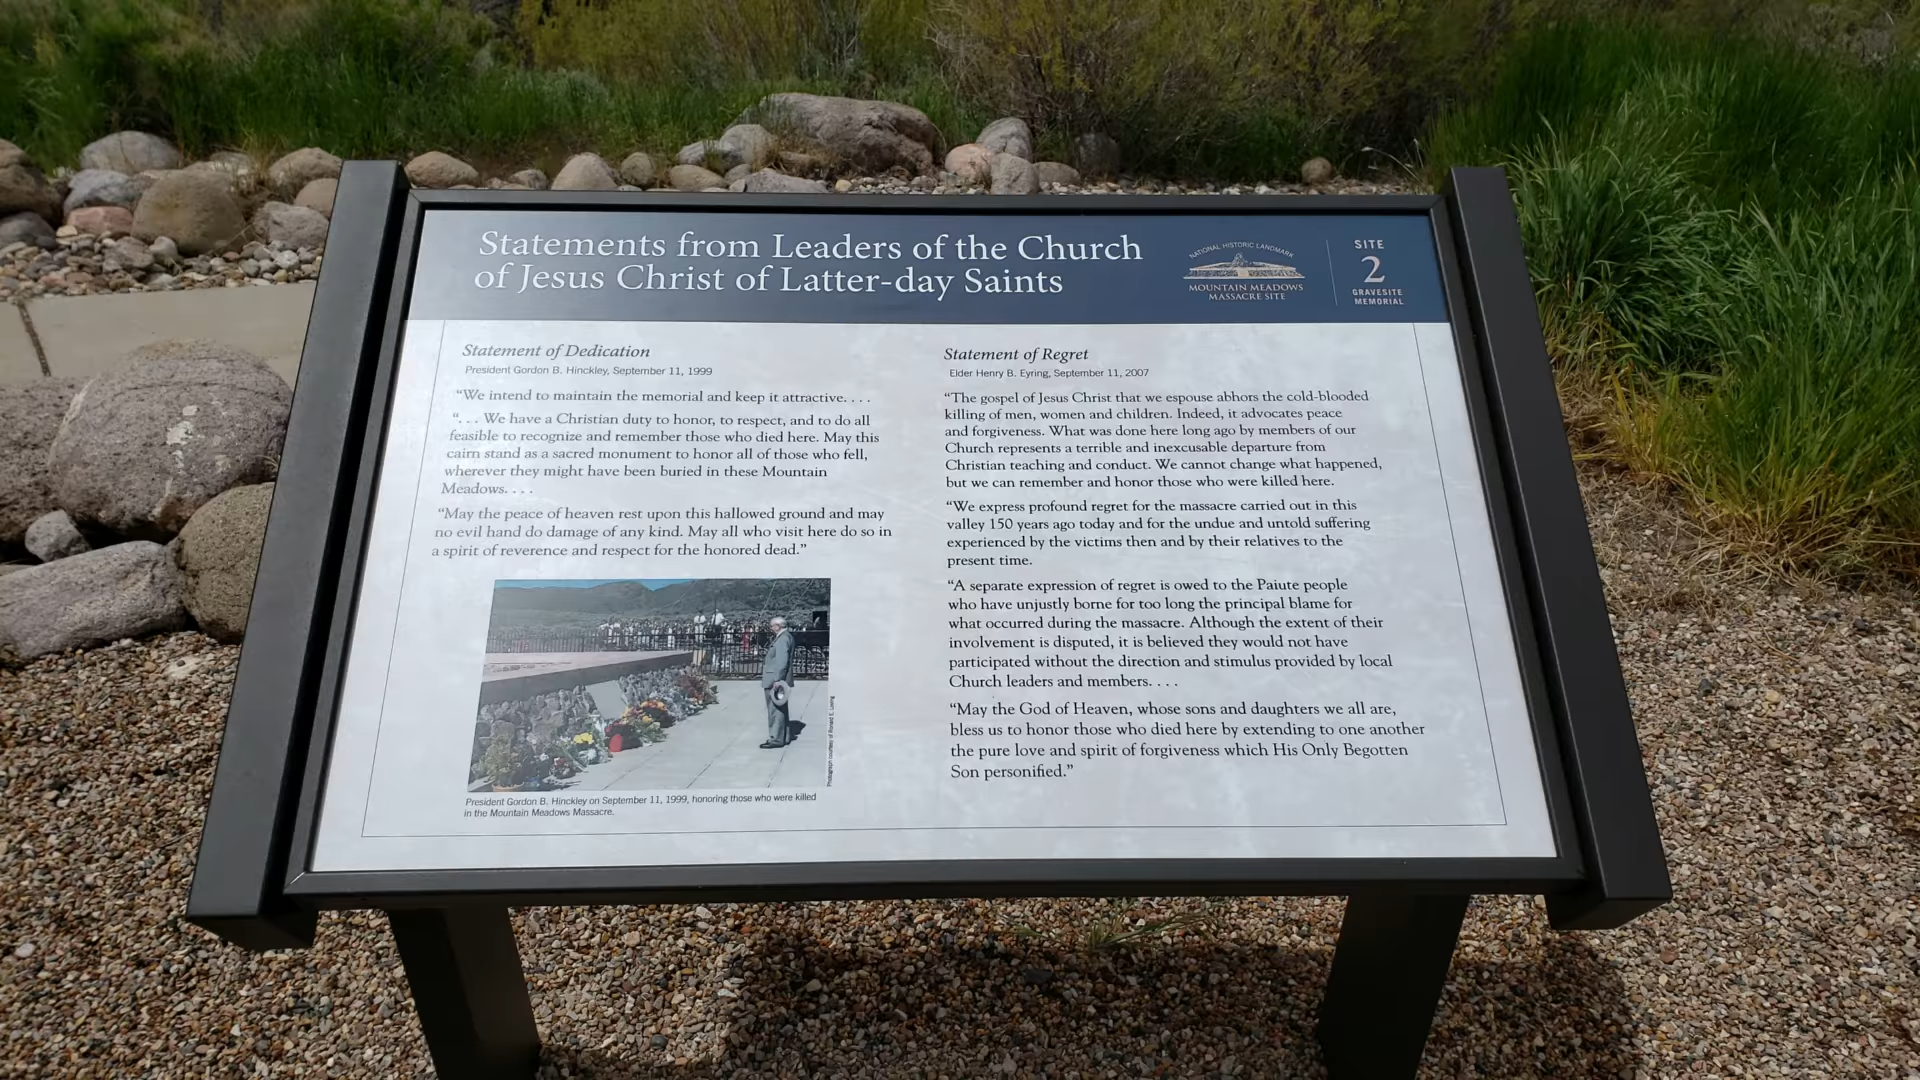 Statements from Leaders of the Church
of Jesus Christ of Latter-day Saints
NATIONAL HISTORIC LANDMARK
MOUNTAIN MEADOWS
MASSACRE SITE
SITE
2
GRAVESITE
MEMORIAL
Statement of Dedication
President Gordon B. Hinckley, September 11, 1999
“We intend to maintain the memorial and keep it attractive. . . .
“. . . We have a Christian duty to honor, to respect, and to do all
feasible to recognize and remember those who died here. May this
cairn stand as a sacred monument to honor all of those who fell,
wherever they might have been buried in these Mountain
Meadows. . . .
“May the peace of heaven rest upon this hallowed ground and may
no evil hand do damage of any kind. May all who visit here do so in
a spirit of reverence and respect for the honored dead.”
Photograph courtesy of Ronald E.
President Gordon B. Hinckley on September 11, 1999, honoring those who were killed
in the Mountain Meadows Massacre.
Statement of Regret
Elder Henry B. Eyring, September 11, 2007
“The gospel of Jesus Christ that we espouse abhors the cold-blooded
killing of men, women and children. Indeed, it advocates peace
and forgiveness. What was done here long ago by members of our
Church represents a terrible and inexcusable departure from
Christian teaching and conduct. We cannot change what happened,
but we can remember and honor those who were killed here.
“We express profound regret for the massacre carried out in this
valley 150 years ago today and for the undue and untold suffering
experienced by the victims then and by their relatives to the
present time.
“A separate expression of regret is owed to the Paiute people
who have unjustly borne for too long the principal blame for
what occurred during the massacre. Although the extent of their
involvement is disputed, it is believed they would not have
participated without the direction and stimulus provided by local
Church leaders and members. . . .
“May the God of Heaven, whose sons and daughters we all are,
bless us to honor those who died here by extending to one another
the pure love and spirit of forgiveness which His Only Begotten
Son personified.”